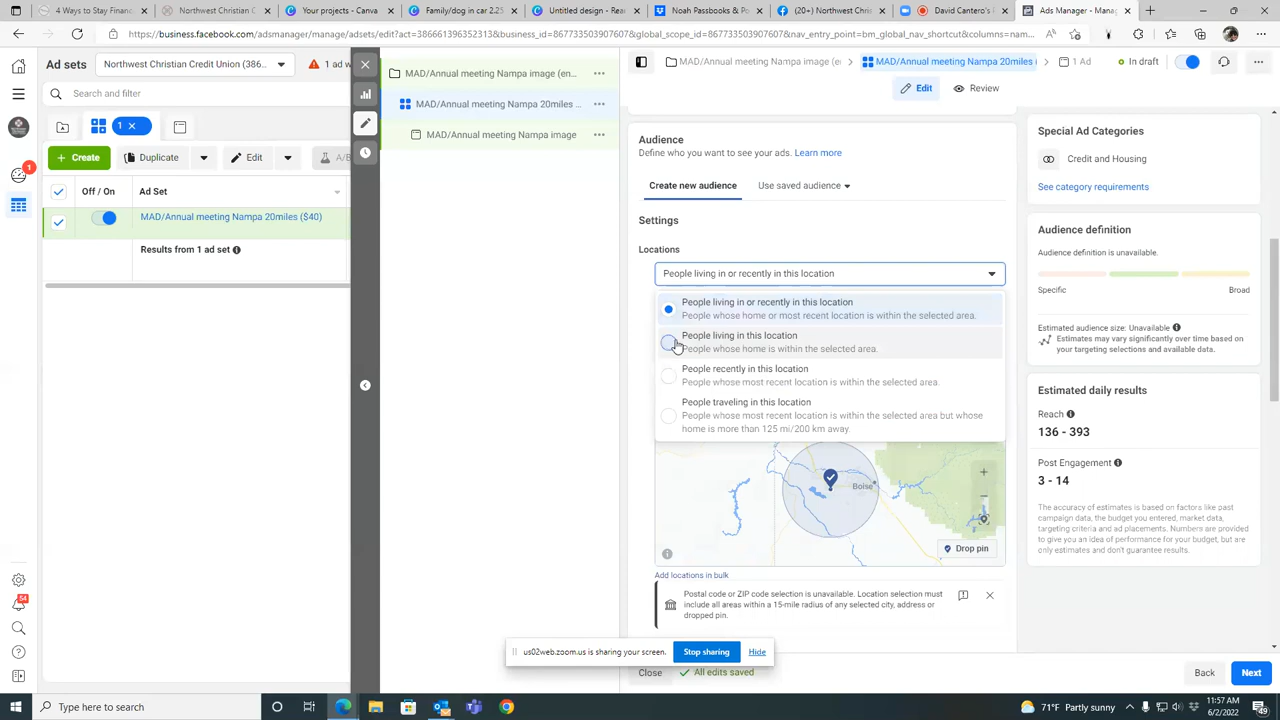 4 Ways to Stay Conne
Your projects - Canva
Family/dog in car 2.25
Untitled design - Logo
Noah Passbooks & Po
(20+) Northwest Chris
David Cantero's
Ads Manager - Manag
https://business.facebook.com/adsmanager/manage/adsets/edit?act=386661396352313&business_id=867733503907607&global_scope_id=867733503907607&nav_entry_point=bm_global_nav_shortcut&columns=nam...
Ad sets
Northwest Christian Credit Union (386...
1 ad w
Search and filter
1
Create
Duplicate
Edit
A/B
Off / On
Ad Set
MAD/Annual meeting Nampa 20miles ($40)
Results from 1 ad set
1
54
MAD/Annual meeting Nampa image (en...
MAD/Annual meeting Nampa 20miles ...
MAD/Annual meeting Nampa image
MAD/Annual meeting Nampa image (en
MAD/Annual meeting Nampa 20miles
1 Ad
In draft
Edit
Review
Audience
Define who you want to see your ads. Learn more
Create new audience
Use saved audience
Settings
Locations
People living in or recently in this location
People living in or recently in this location
People whose home or most recent location is within the selected area.
People living in this location
People whose home is within the selected area.
People recently in this location
People whose most recent location is within the selected area.
People traveling in this location
People whose most recent location is within the selected area but whose
home is more than 125 mi/200 km away.
Boise
Drop pin
Add locations in bulk
Postal code or ZIP code selection is unavailable. Location selection must
include all areas within a 15-mile radius of any selected city, address or
dropped pin.
Special Ad Categories
Credit and Housing
See category requirements
Audience definition
Audience definition is unavailable.
Specific
Broad
Estimated audience size: Unavailable
Estimates may vary significantly over time based on
your targeting selections and available data.
Estimated daily results
Reach
136 - 393
Post Engagement
3 - 14
The accuracy of estimates is based on factors like past
campaign data, the budget you entered, market data,
targeting criteria and ad placements. Numbers are provided
to give you an idea of performance for your budget, but are
only estimates and don't guarantee results.
us02web.zoom.us is sharing your screen.
Stop sharing
Hide
Close
All edits saved
Back
Next
Type here to search
71°F Sunny
11:57 AM
6/2/2022
49